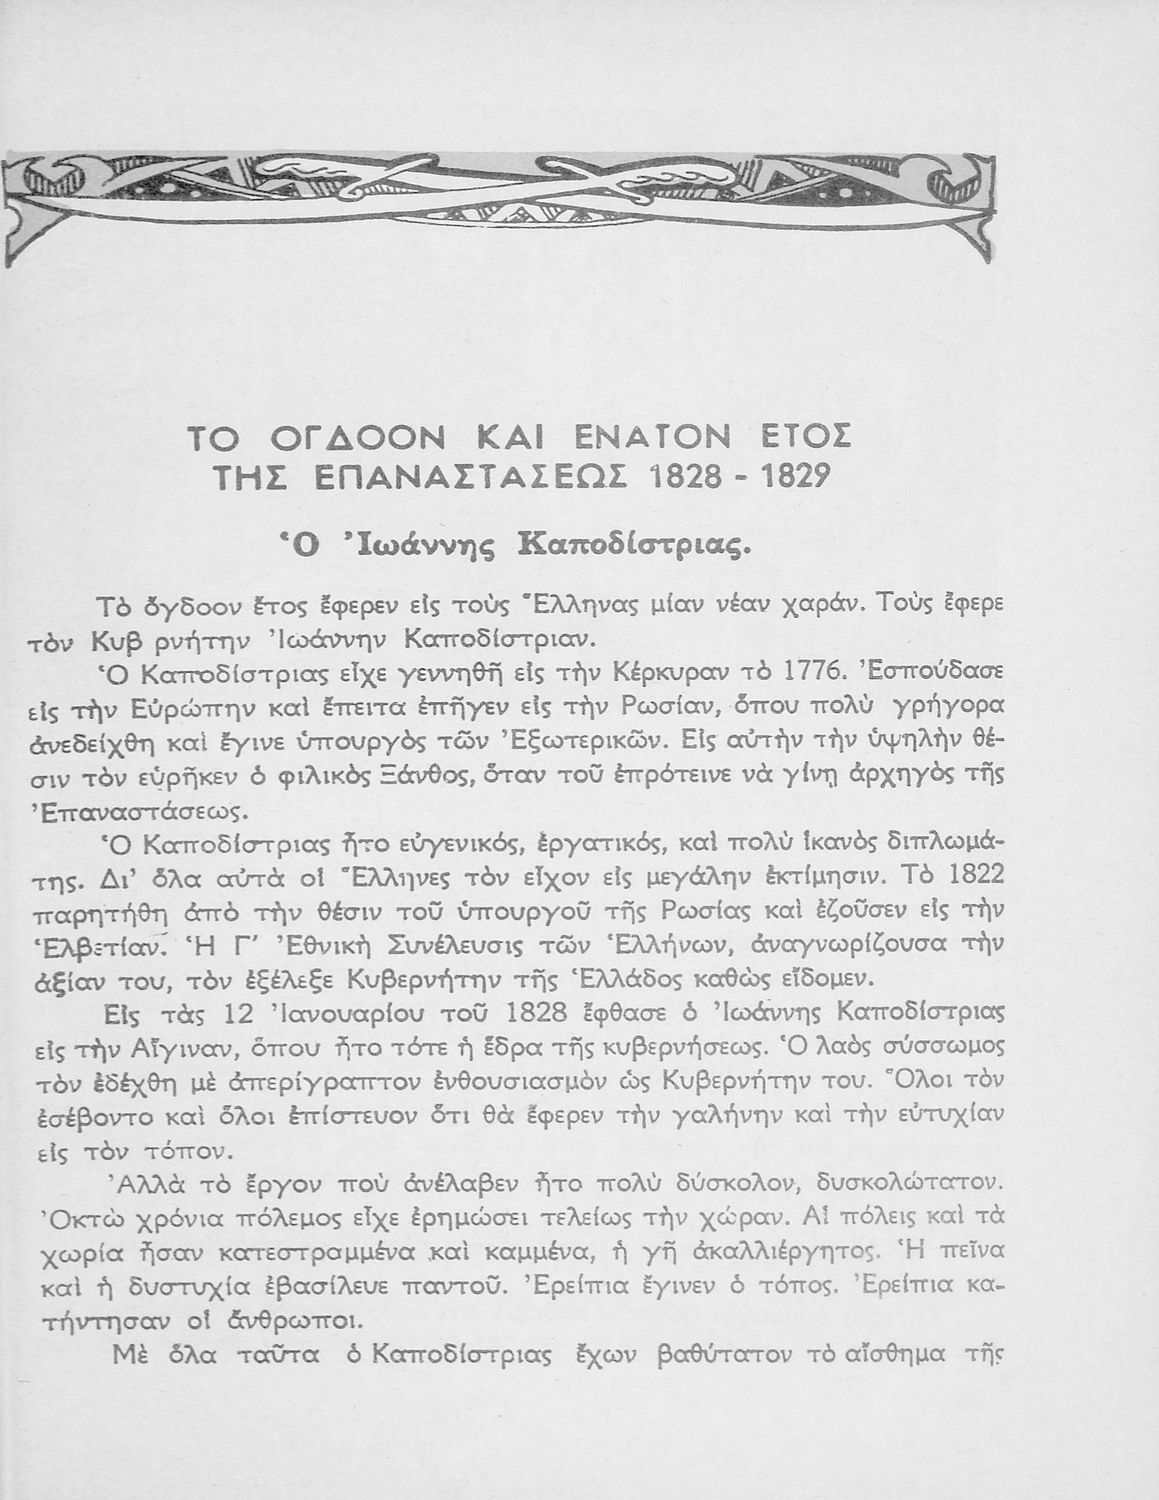 ΤΟ ΟΓΔΟΟΝ ΚΑΙ ΕΝΑΤΟΝ ΕΤΟΣ
ΤΗΣ ΕΠΑΝΑΣΤΑΣΕΩΣ 1828 - 1829
Ὁ Ἰωάννης Καποδίστριας.
Τὸ ὄγδοον ἔτος ἔφερεν εἰς τοὺς Ἕλληνας μίαν νέαν χαράν. Τοὺς ἔφερε
τὸν Κυβ ρνήτην Ἰωάννην Καποδίστριαν.
Ὁ Καποδίστριας εἶχε γεννηθῆ εἰς τὴν Κέρκυραν τὸ 1776. Ἐσπούδασε
εἰς τὴν Εὐρώπην καὶ ἔπειτα ἐπῆγεν εἰς τὴν Ρωσίαν, ὅπου πολὺ γρήγορα
ἀνεδείχθη καὶ ἔγινε ὑπουργὸς τῶν Ἐξωτερικῶν. Εἰς αὐτὴν τὴν ὑψηλὴν θέ-
σιν τὸν εὑρῆκεν ὁ φιλικὸς Ξάνθος, ὅταν τοῦ ἐπρότεινε νὰ γίνῃ ἀρχηγὸς τῆς
Ἐπαναστάσεως.
Ὁ Καποδίστριας ἦτο εὐγενικός, ἐργατικός, καὶ πολὺ ἱκανὸς διπλωμά-
της. Δι' ὅλα αὐτὰ οἱ Ἕλληνες τὸν εἶχον εἰς μεγάλην ἐκτίμησιν. Τὸ 1822
παρητήθη ἀπὸ τὴν θέσιν τοῦ ὑπουργοῦ τῆς Ρωσίας καὶ ἐζοῦσεν εἰς τὴν
Ἑλβετίαν. Ἡ Γ' Ἐθνικὴ Συνέλευσις τῶν Ἑλλήνων, ἀναγνωρίζουσα τὴν
ἀξίαν του, τὸν ἐξέλεξε Κυβερνήτην τῆς Ἑλλάδος καθὼς εἴδομεν.
Εἰς τὰς 12 Ἰανουαρίου τοῦ 1828 ἔφθασε ὁ Ἰωάννης Καποδίστριας
εἰς τὴν Αἴγιναν, ὅπου ἦτο τότε ἡ ἕδρα τῆς κυβερνήσεως. Ὁ λαὸς σύσσωμος
τὸν ἐδέχθη μὲ ἀπερίγραπτον ἐνθουσιασμὸν ὡς Κυβερνήτην του. Ὅλοι τὸν
ἐσέβοντο καὶ ὅλοι ἐπίστευον ὅτι θὰ ἔφερεν τὴν γαλήνην καὶ τὴν εὐτυχίαν
εἰς τὸν τόπον.
Ἀλλὰ τὸ ἔργον ποὺ ἀνέλαβεν ἦτο πολὺ δύσκολον, δυσκολώτατον.
Ὀκτὼ χρόνια πόλεμος εἶχε ἐρημώσει τελείως τὴν χώραν. Αἱ πόλεις καὶ τὰ
χωρία ἦσαν κατεστραμμένα καὶ καμμένα, ἡ γῆ ἀκαλλιέργητος. Ἡ πεῖνα
καὶ ἡ δυστυχία ἐβασίλευε παντοῦ. Ἐρείπια ἔγινεν ὁ τόπος. Ἐρείπια κα-
τήντησαν οἱ ἄνθρωποι.
Μὲ ὅλα ταῦτα ὁ Καποδίστριας ἔχων βαθύτατον τὸ αἴσθημα τῆς